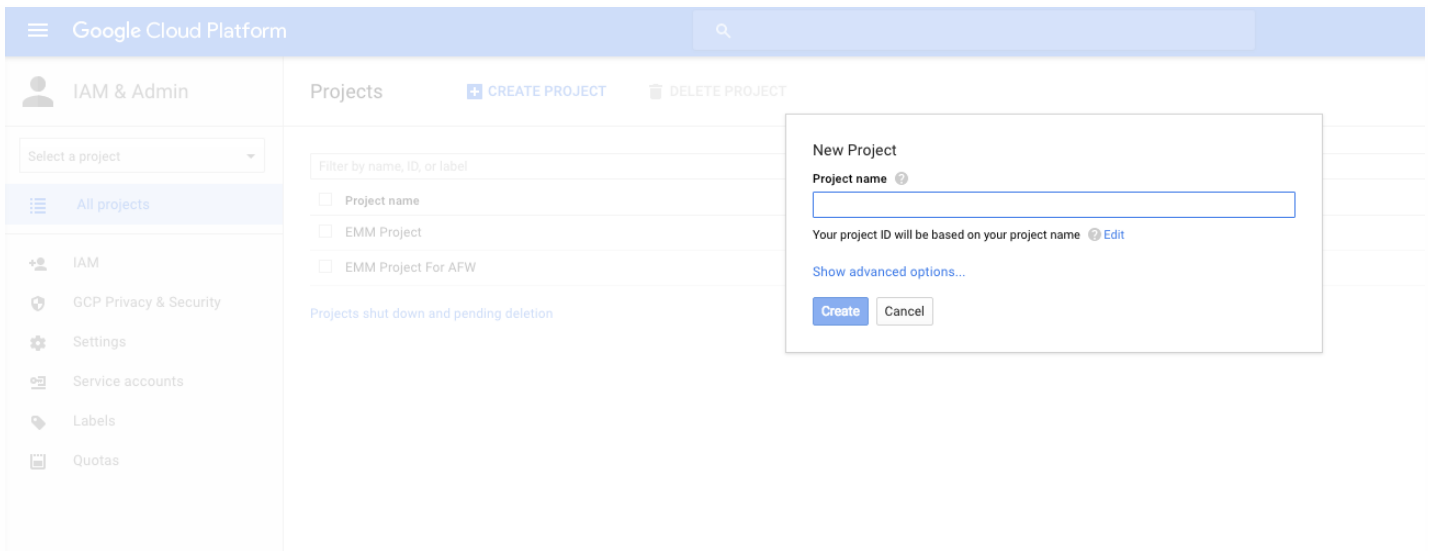 Google Cloud Platform
IAM & Admin
Select a project
All projects
IAM
GCP Privacy & Security
Settings
Service accounts
Labels
Quotas
Projects
CREATE PROJECT
DELETE PROJECT
Filter by name, ID, or label
Project name
EMM Project
EMM Project For AFW
Projects shut down and pending deletion
New Project
Project name ?
Your project ID will be based on your project name ? Edit
Show advanced options...
Create Cancel